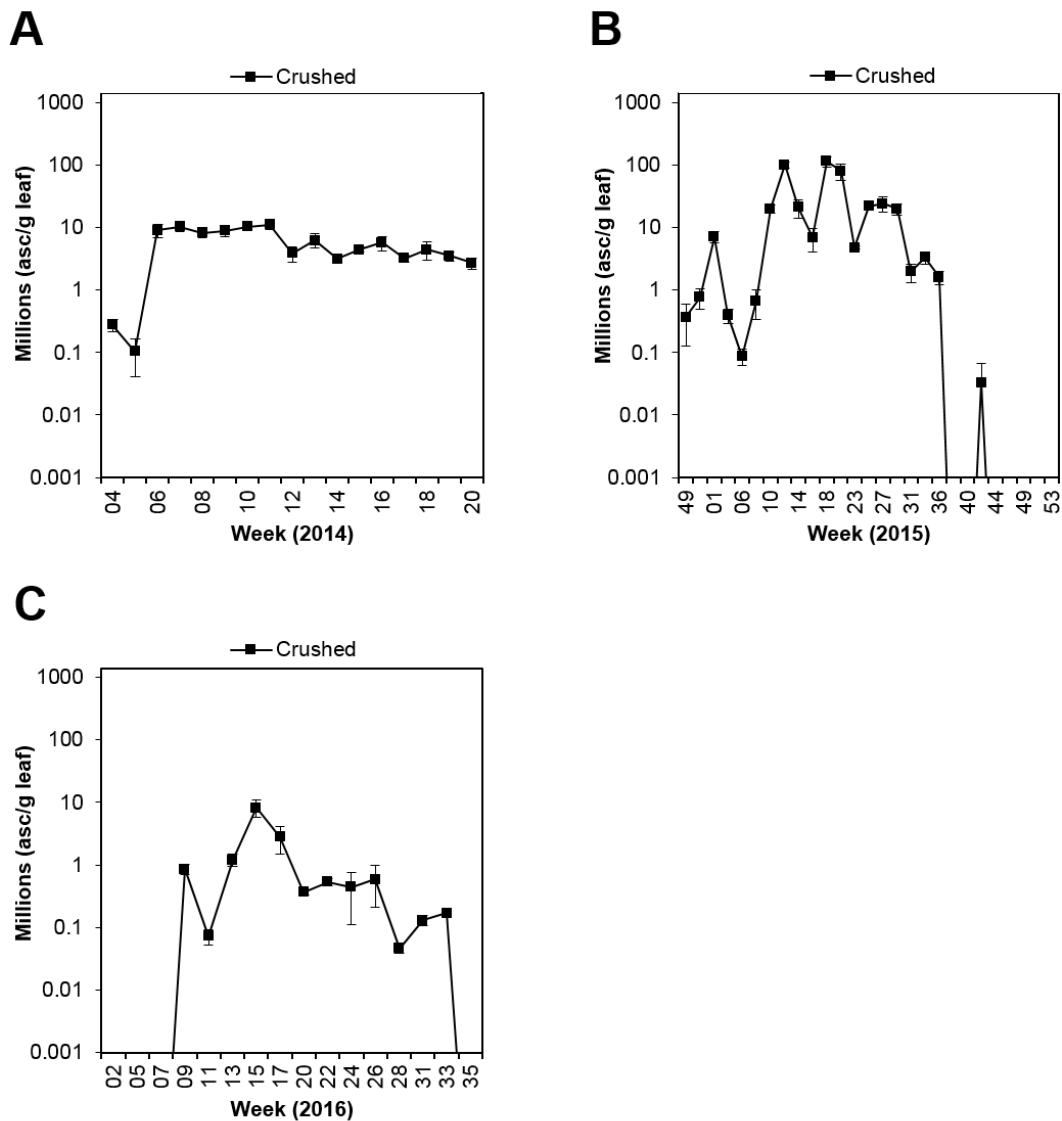 A
Crushed
1000
100
10
1
0.1
0.01
0.001
Millions (asc/g leaf)
04 06 08 10 12 14 16 18 20
Week (2014)
B
Crushed
1000
100
10
1
0.1
0.01
0.001
Millions (asc/g leaf)
49 01 06 10 14 18 23 27 31 36 40 44 49 53
Week (2015)
C
Crushed
1000
100
10
1
0.1
0.01
0.001
Millions (asc/g leaf)
02 05 07 09 11 13 15 17 20 22 24 26 28 31 33 35
Week (2016)